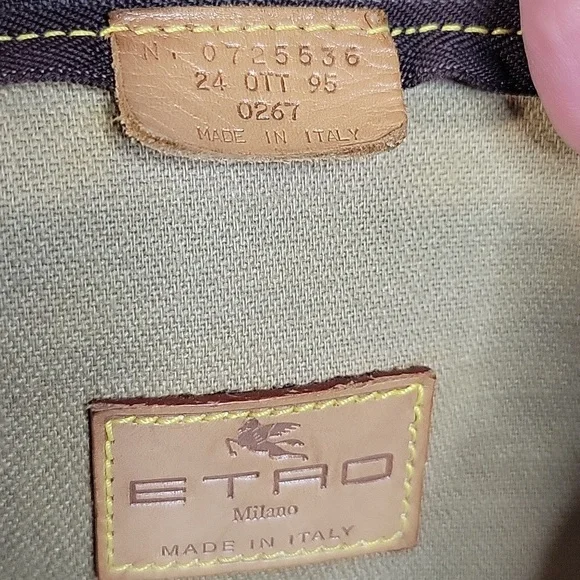 N. 0725536
24 OTT 95
0267
MADE IN ITALY
ETRO
Milano
MADE IN ITALY